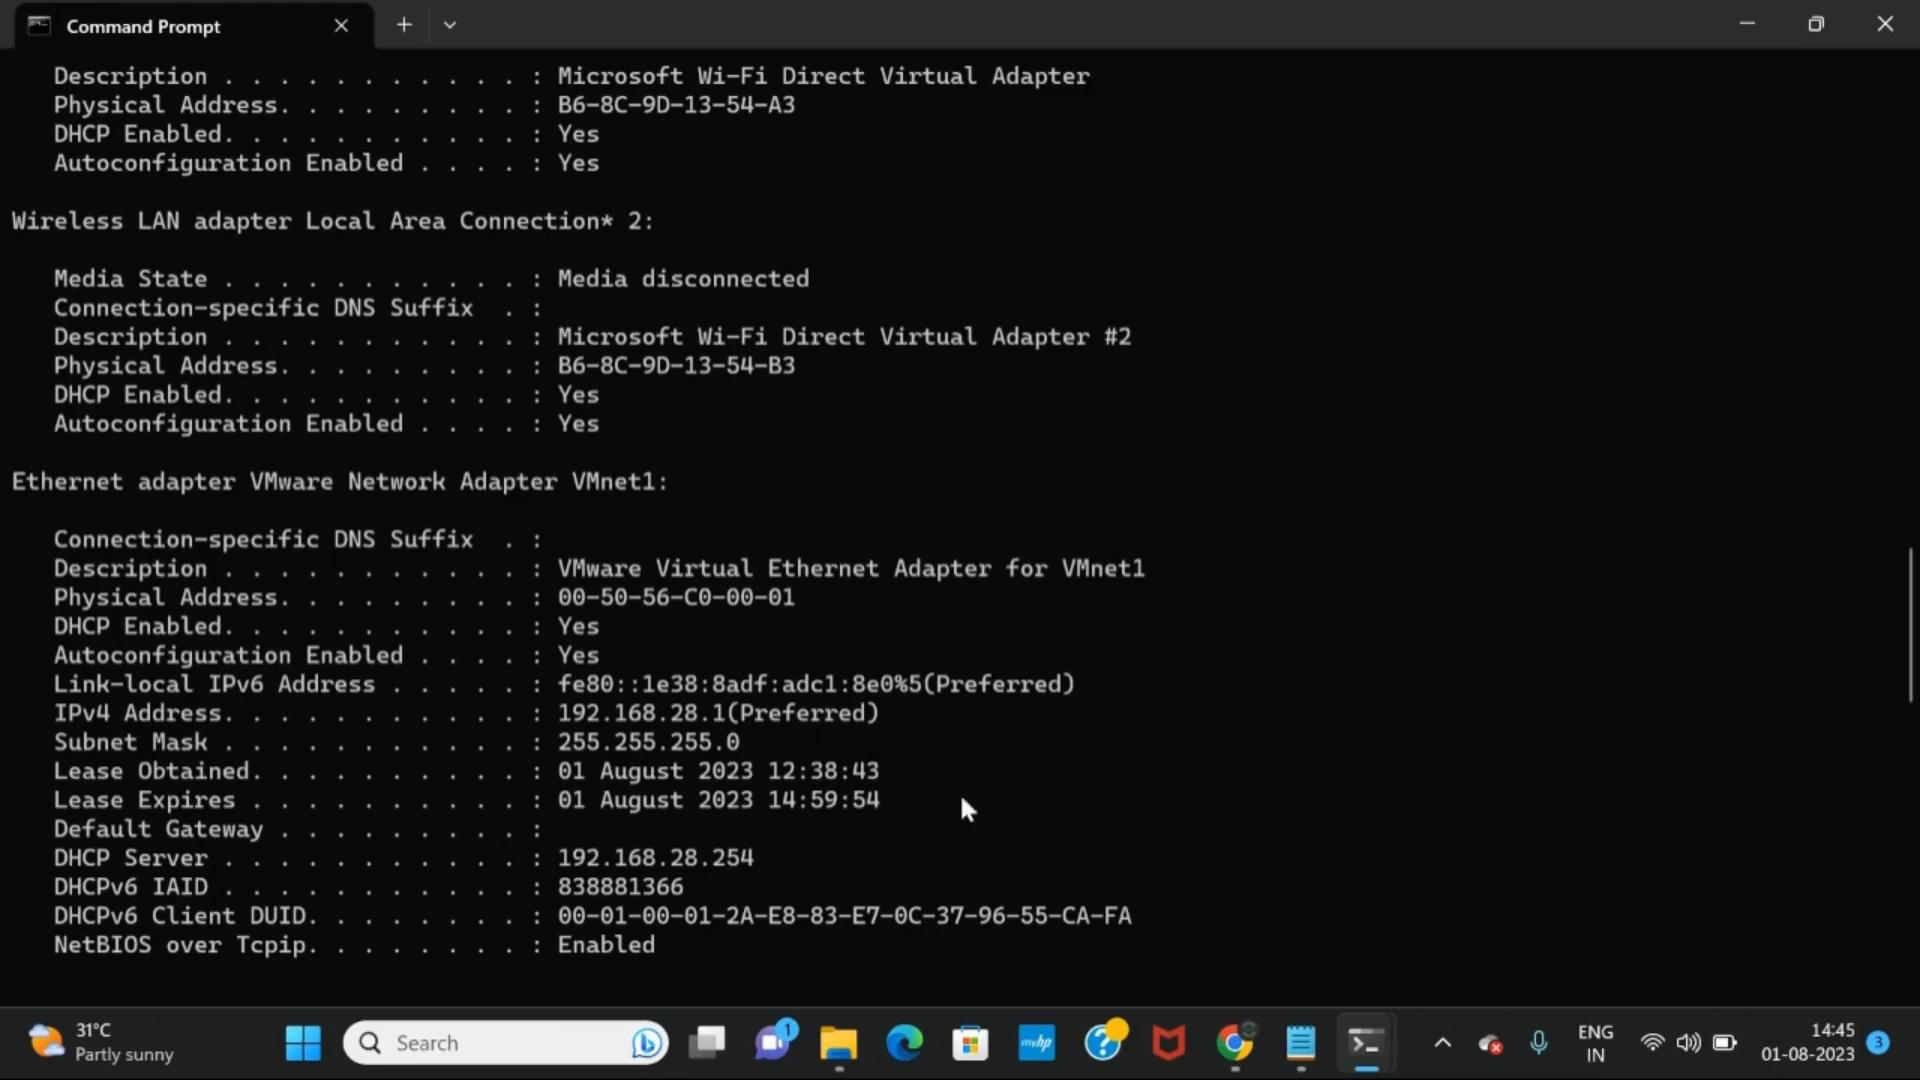 Command Prompt
Description . . . . . . . . . . . : Microsoft Wi-Fi Direct Virtual Adapter
Physical Address. . . . . . . . . : B6-8C-9D-13-54-A3
DHCP Enabled. . . . . . . . . . . : Yes
Autoconfiguration Enabled . . . . : Yes
Wireless LAN adapter Local Area Connection* 2:
Media State . . . . . . . . . . . : Media disconnected
Connection-specific DNS Suffix  . :
Description . . . . . . . . . . . : Microsoft Wi-Fi Direct Virtual Adapter #2
Physical Address. . . . . . . . . : B6-8C-9D-13-54-B3
DHCP Enabled. . . . . . . . . . . : Yes
Autoconfiguration Enabled . . . . : Yes
Ethernet adapter VMware Network Adapter VMnet1:
Connection-specific DNS Suffix  . :
Description . . . . . . . . . . . : VMware Virtual Ethernet Adapter for VMnet1
Physical Address. . . . . . . . . : 00-50-56-C0-00-01
DHCP Enabled. . . . . . . . . . . : Yes
Autoconfiguration Enabled . . . . : Yes
Link-local IPv6 Address . . . . . : fe80::1e38:8adf:adc1:8e0%5(Preferred)
IPv4 Address. . . . . . . . . . . : 192.168.28.1(Preferred)
Subnet Mask . . . . . . . . . . . : 255.255.255.0
Lease Obtained. . . . . . . . . . : 01 August 2023 12:38:43
Lease Expires . . . . . . . . . . : 01 August 2023 14:59:54
Default Gateway . . . . . . . . . :
DHCP Server . . . . . . . . . . . : 192.168.28.254
DHCPv6 IAID . . . . . . . . . . . : 838881366
DHCPv6 Client DUID. . . . . . . . : 00-01-00-01-2A-E8-83-E7-0C-37-96-55-CA-FA
NetBIOS over Tcpip. . . . . . . . : Enabled
31°C
Partly sunny
Search
1
myhp
ENG
IN
14:45
01-08-2023
3